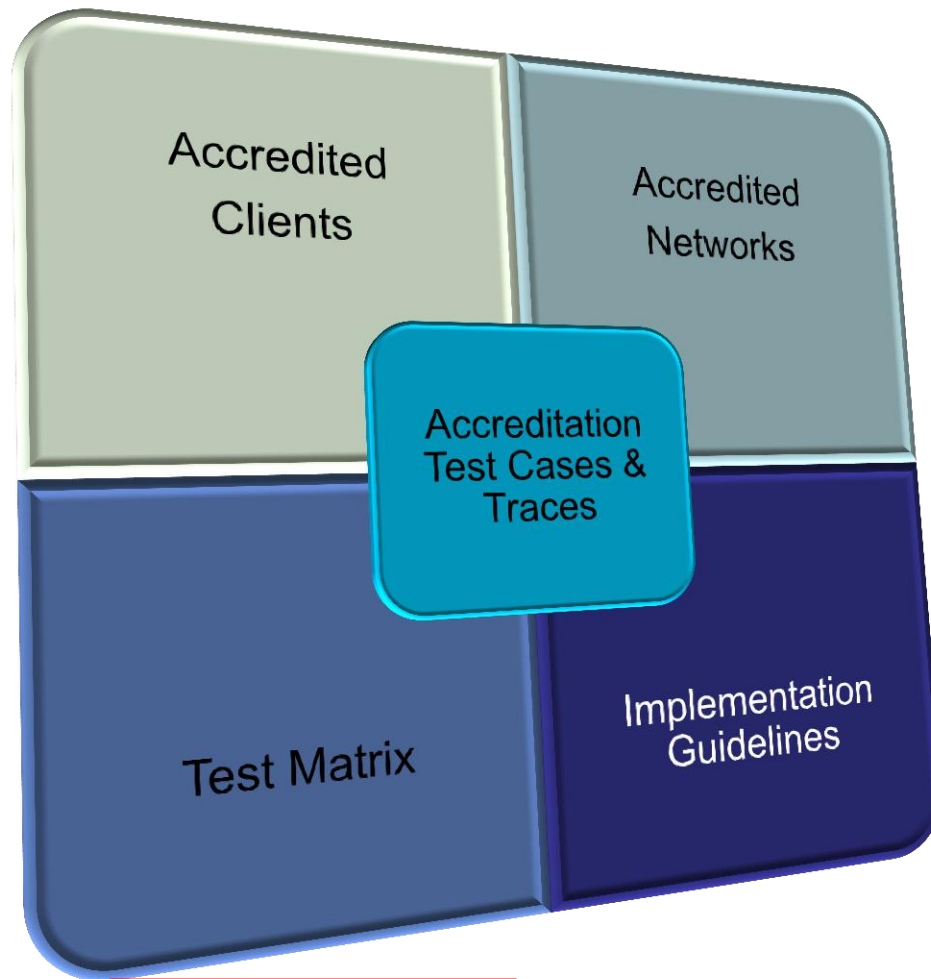 Accredited
Clients
Accredited
Networks
Accreditation
Test Cases &
Traces
Test Matrix
Implementation
Guidelines